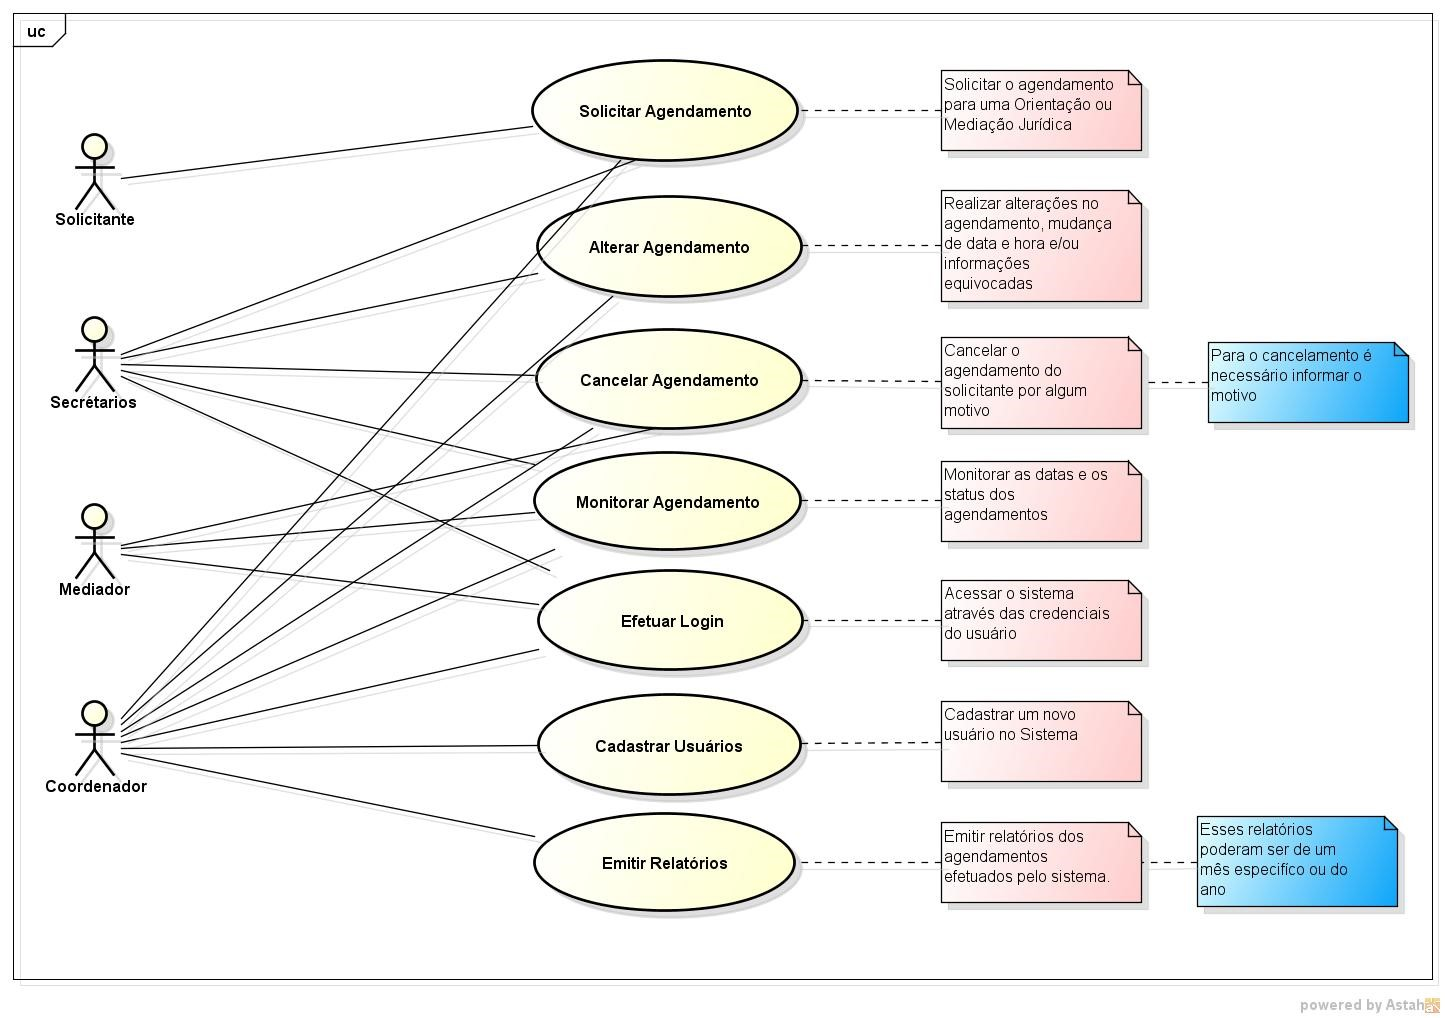 uc
Solicitante
Secrétarios
Mediador
Coordenador
Solicitar Agendamento
Solicitar o agendamento
para uma Orientação ou
Mediação Jurídica
Alterar Agendamento
Realizar alterações no
agendamento, mudança
de data e hora e/ou
informações
equivocadas
Cancelar Agendamento
Cancelar o
agendamento do
solicitante por algum
motivo
Para o cancelamento é
necessário informar o
motivo
Monitorar Agendamento
Monitorar as datas e os
status dos
agendamentos
Efetuar Login
Acessar o sistema
através das credenciais
do usuário
Cadastrar Usuários
Cadastrar um novo
usuário no Sistema
Emitir Relatórios
Emitir relatórios dos
agendamentos
efetuados pelo sistema.
Esses relatórios
poderam ser de um
mês específico ou do
ano
powered by Astah